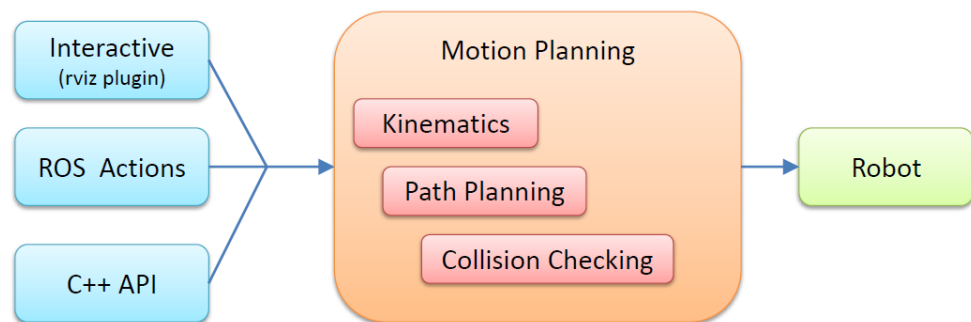 Interactive
(rviz plugin)
ROS Actions
C++ API
Motion Planning
Kinematics
Path Planning
Collision Checking
Robot